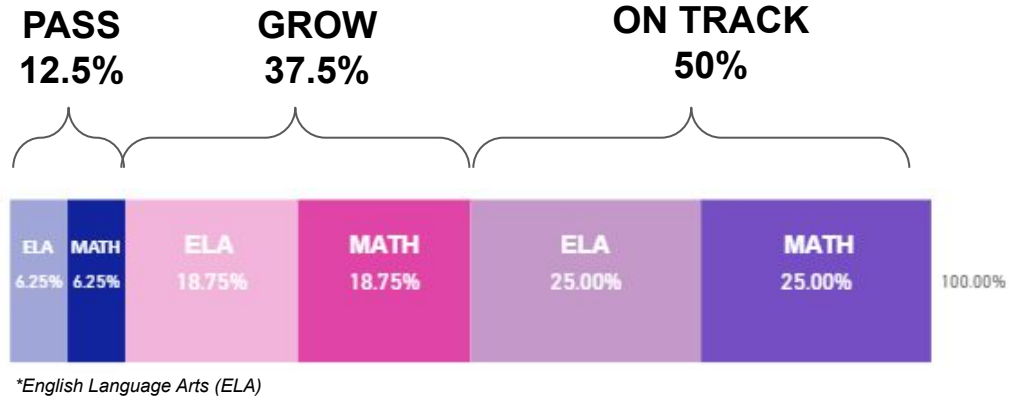 PASS
12.5%
GROW
37.5%
ON TRACK
50%
ELA
6.25%
MATH
6.25%
ELA
18.75%
MATH
18.75%
ELA
25.00%
MATH
25.00%
100.00%
*English Language Arts (ELA)